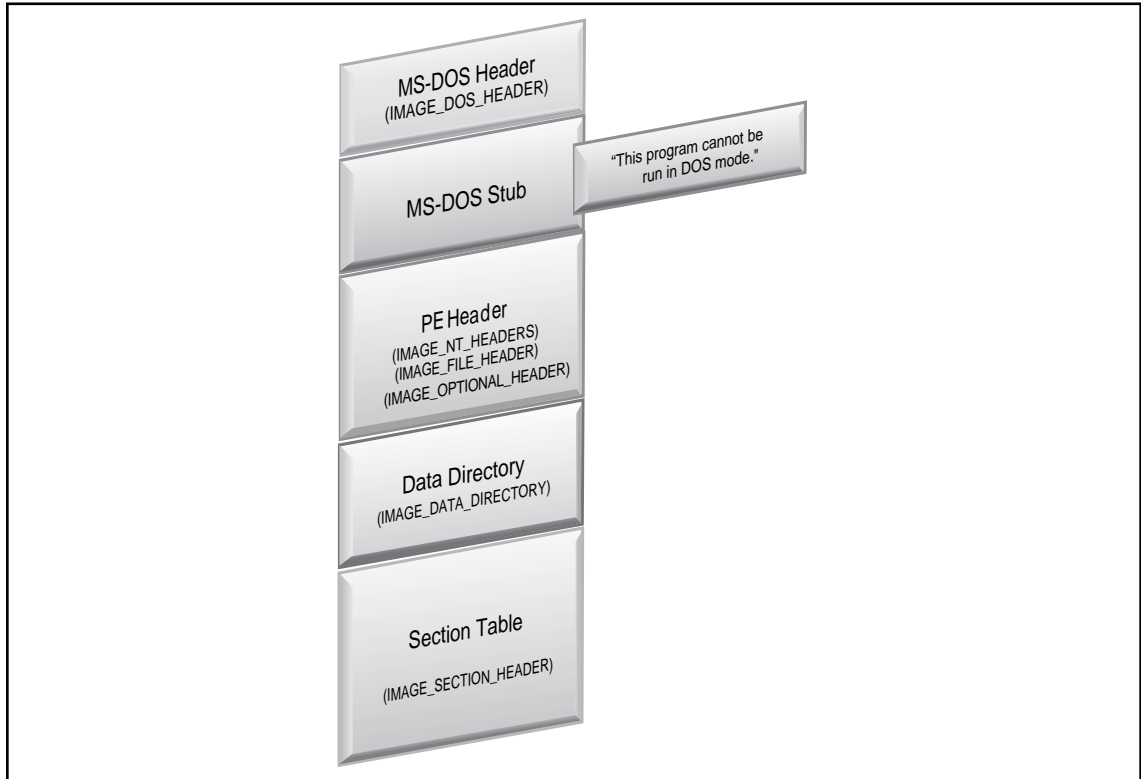 MS-DOS Header
(IMAGE_DOS_HEADER)
MS-DOS Stub
“This program cannot be
run in DOS mode.”
PE Header
(IMAGE_NT_HEADERS)
(IMAGE_FILE_HEADER)
(IMAGE_OPTIONAL_HEADER)
Data Directory
(IMAGE_DATA_DIRECTORY)
Section Table
(IMAGE_SECTION_HEADER)